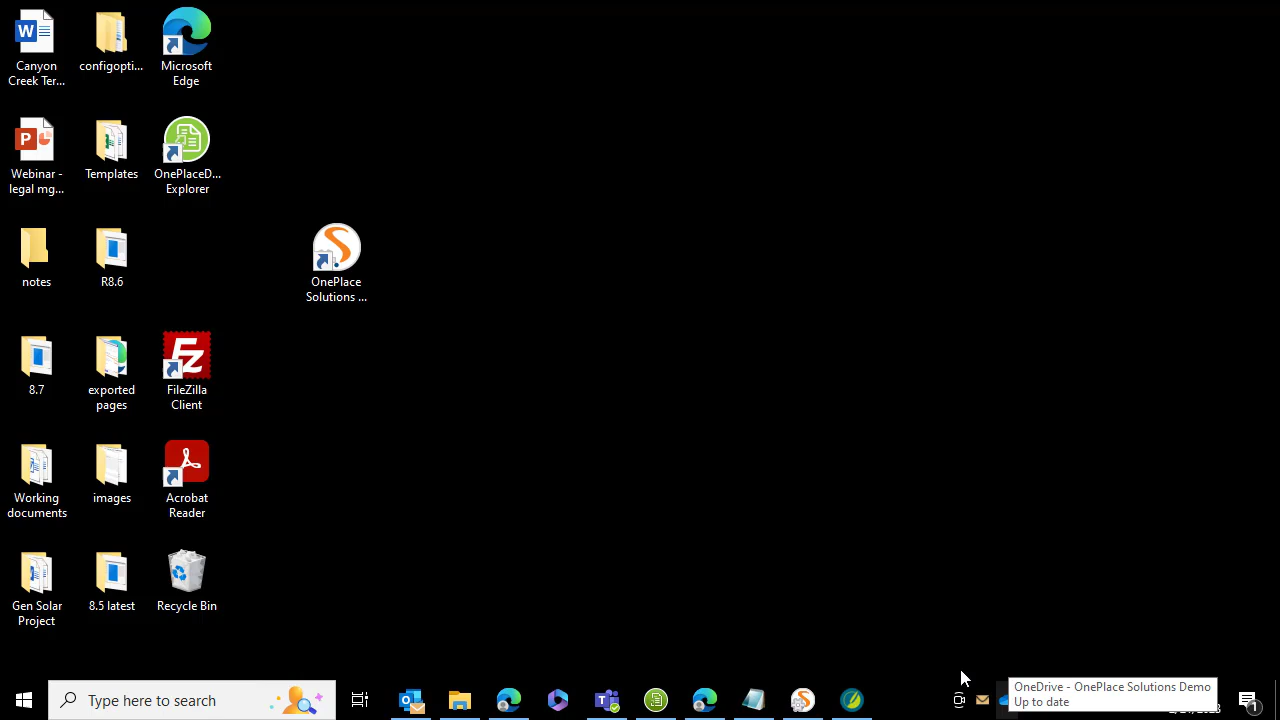 Canyon
Creek Ter...
configopti...
Microsoft
Edge
Webinar -
legal mg...
Templates
OnePlaceD...
Explorer
notes
R8.6
OnePlace
Solutions ...
8.7
exported
pages
FileZilla
Client
Working
documents
images
Acrobat
Reader
Gen Solar
Project
8.5 latest
Recycle Bin
Type here to search
OneDrive - OnePlace Solutions Demo
Up to date
1